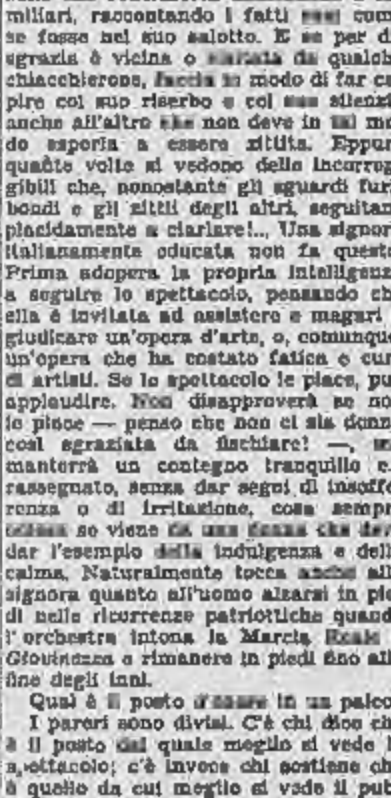 miliari, raccontando i fatti suoi com
se fosse nel suo salotto. E se per di
sgrazia è vicina o visitata da qualch
chiacchierone, faccia in modo di far ca
pire col suo riserbo e col suo silenzi
anche all'altro che non deve in tal mo
do esporla a essere zittita. Eppur
quante volte si vedono delle incorreg
gibili che, nonostante gli sguardi furi
bondi e gli zittii degli altri, seguitan
placidamente a ciarlare!... Una signor
italianamente educata non fa questo
Prima adopera la propria intelligenz
a seguire lo spettacolo, pensando ch
ella è invitata ad assistere e magari
giudicare un'opera d'arte, o, comunque
un'opera che ha costato fatica e cur
di artisti. Se lo spettacolo le piace, pu
applaudire. Non disapproverà se no
le piace — penso che non ci sia donn
così sgraziata da fischiare! —, m
manterrà un contegno tranquillo e
rassegnato, senza dar segni di insoffe
renza o di irritazione, cosa sempr
odiosa se viene da una donna che dev
dar l'esempio della indulgenza e dell
calma. Naturalmente tocca anche all
signora quanto all'uomo alzarsi in pie
di nelle ricorrenze patriottiche quand
l'orchestra intona la Marcia Reale
Giovinezza e rimanere in piedi fino all
fine degli inni.
Qual è il posto d'onore in un palco
I pareri sono divisi. C'è chi dice ch
è il posto dal quale meglio si vede l
spettacolo; c'è invece chi sostiene ch
è quello da cui meglio si vede il pub